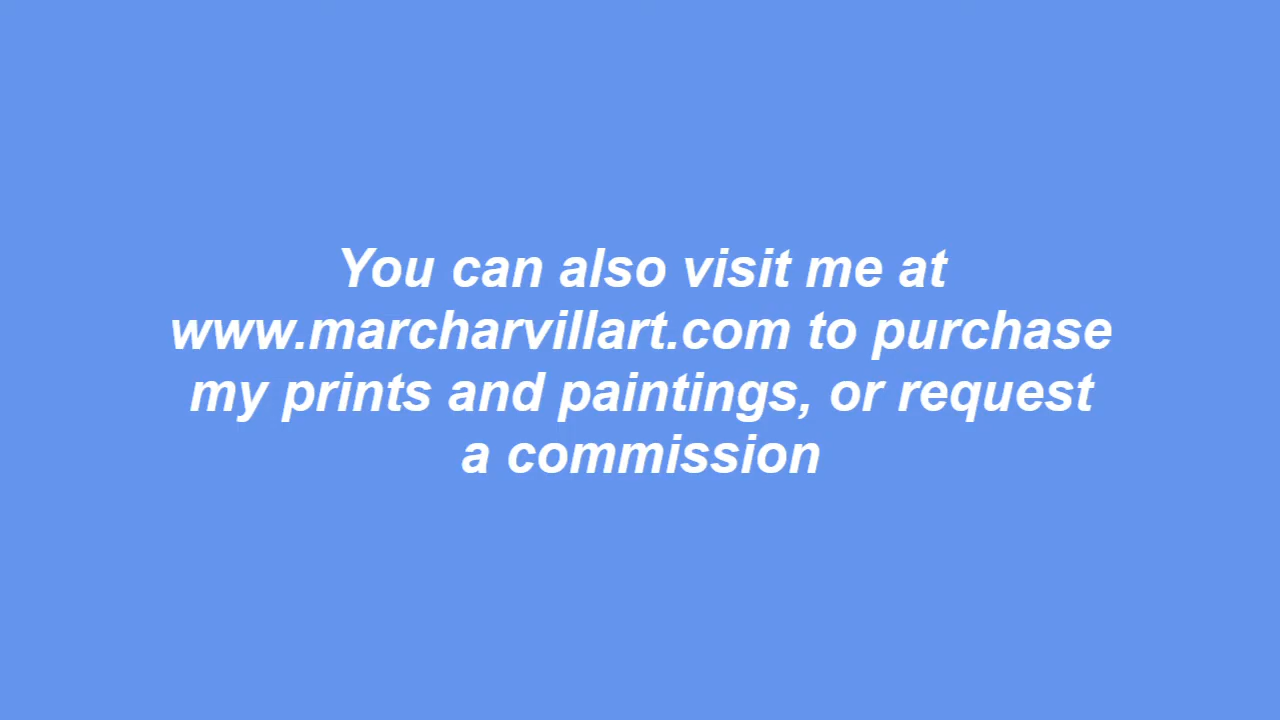 You can also visit me at
www.marcharvillart.com to purchase
my prints and paintings, or request
a commission